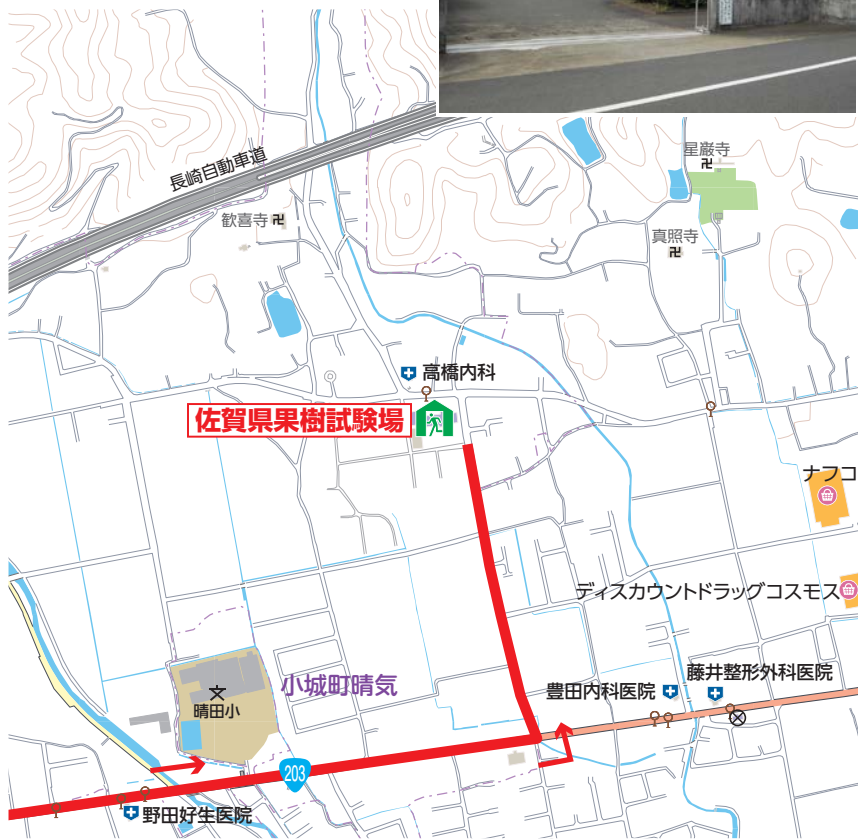 長崎自動車道
星巌寺
歓喜寺
真照寺
高橋内科
佐賀県果樹試験場
ナフコ
ディスカウントドラッグコスモス
小城町晴気
藤井整形外科医院
豊田内科医院
文
晴田小
203
野田好生医院